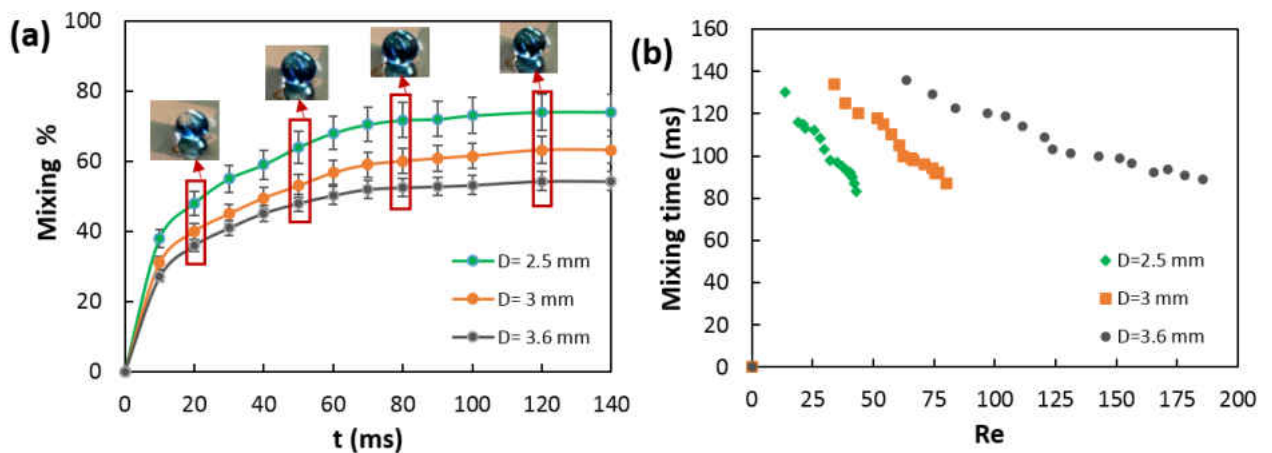 (a)
Mixing %
100
80
60
40
20
0
0 20 40 60 80 100 120 140
t (ms)
D= 2.5 mm
D= 3 mm
D= 3.6 mm
(b)
Mixing time (ms)
160
140
120
100
80
60
40
20
0
0 25 50 75 100 125 150 175 200
Re
D=2.5 mm
D=3 mm
D=3.6 mm